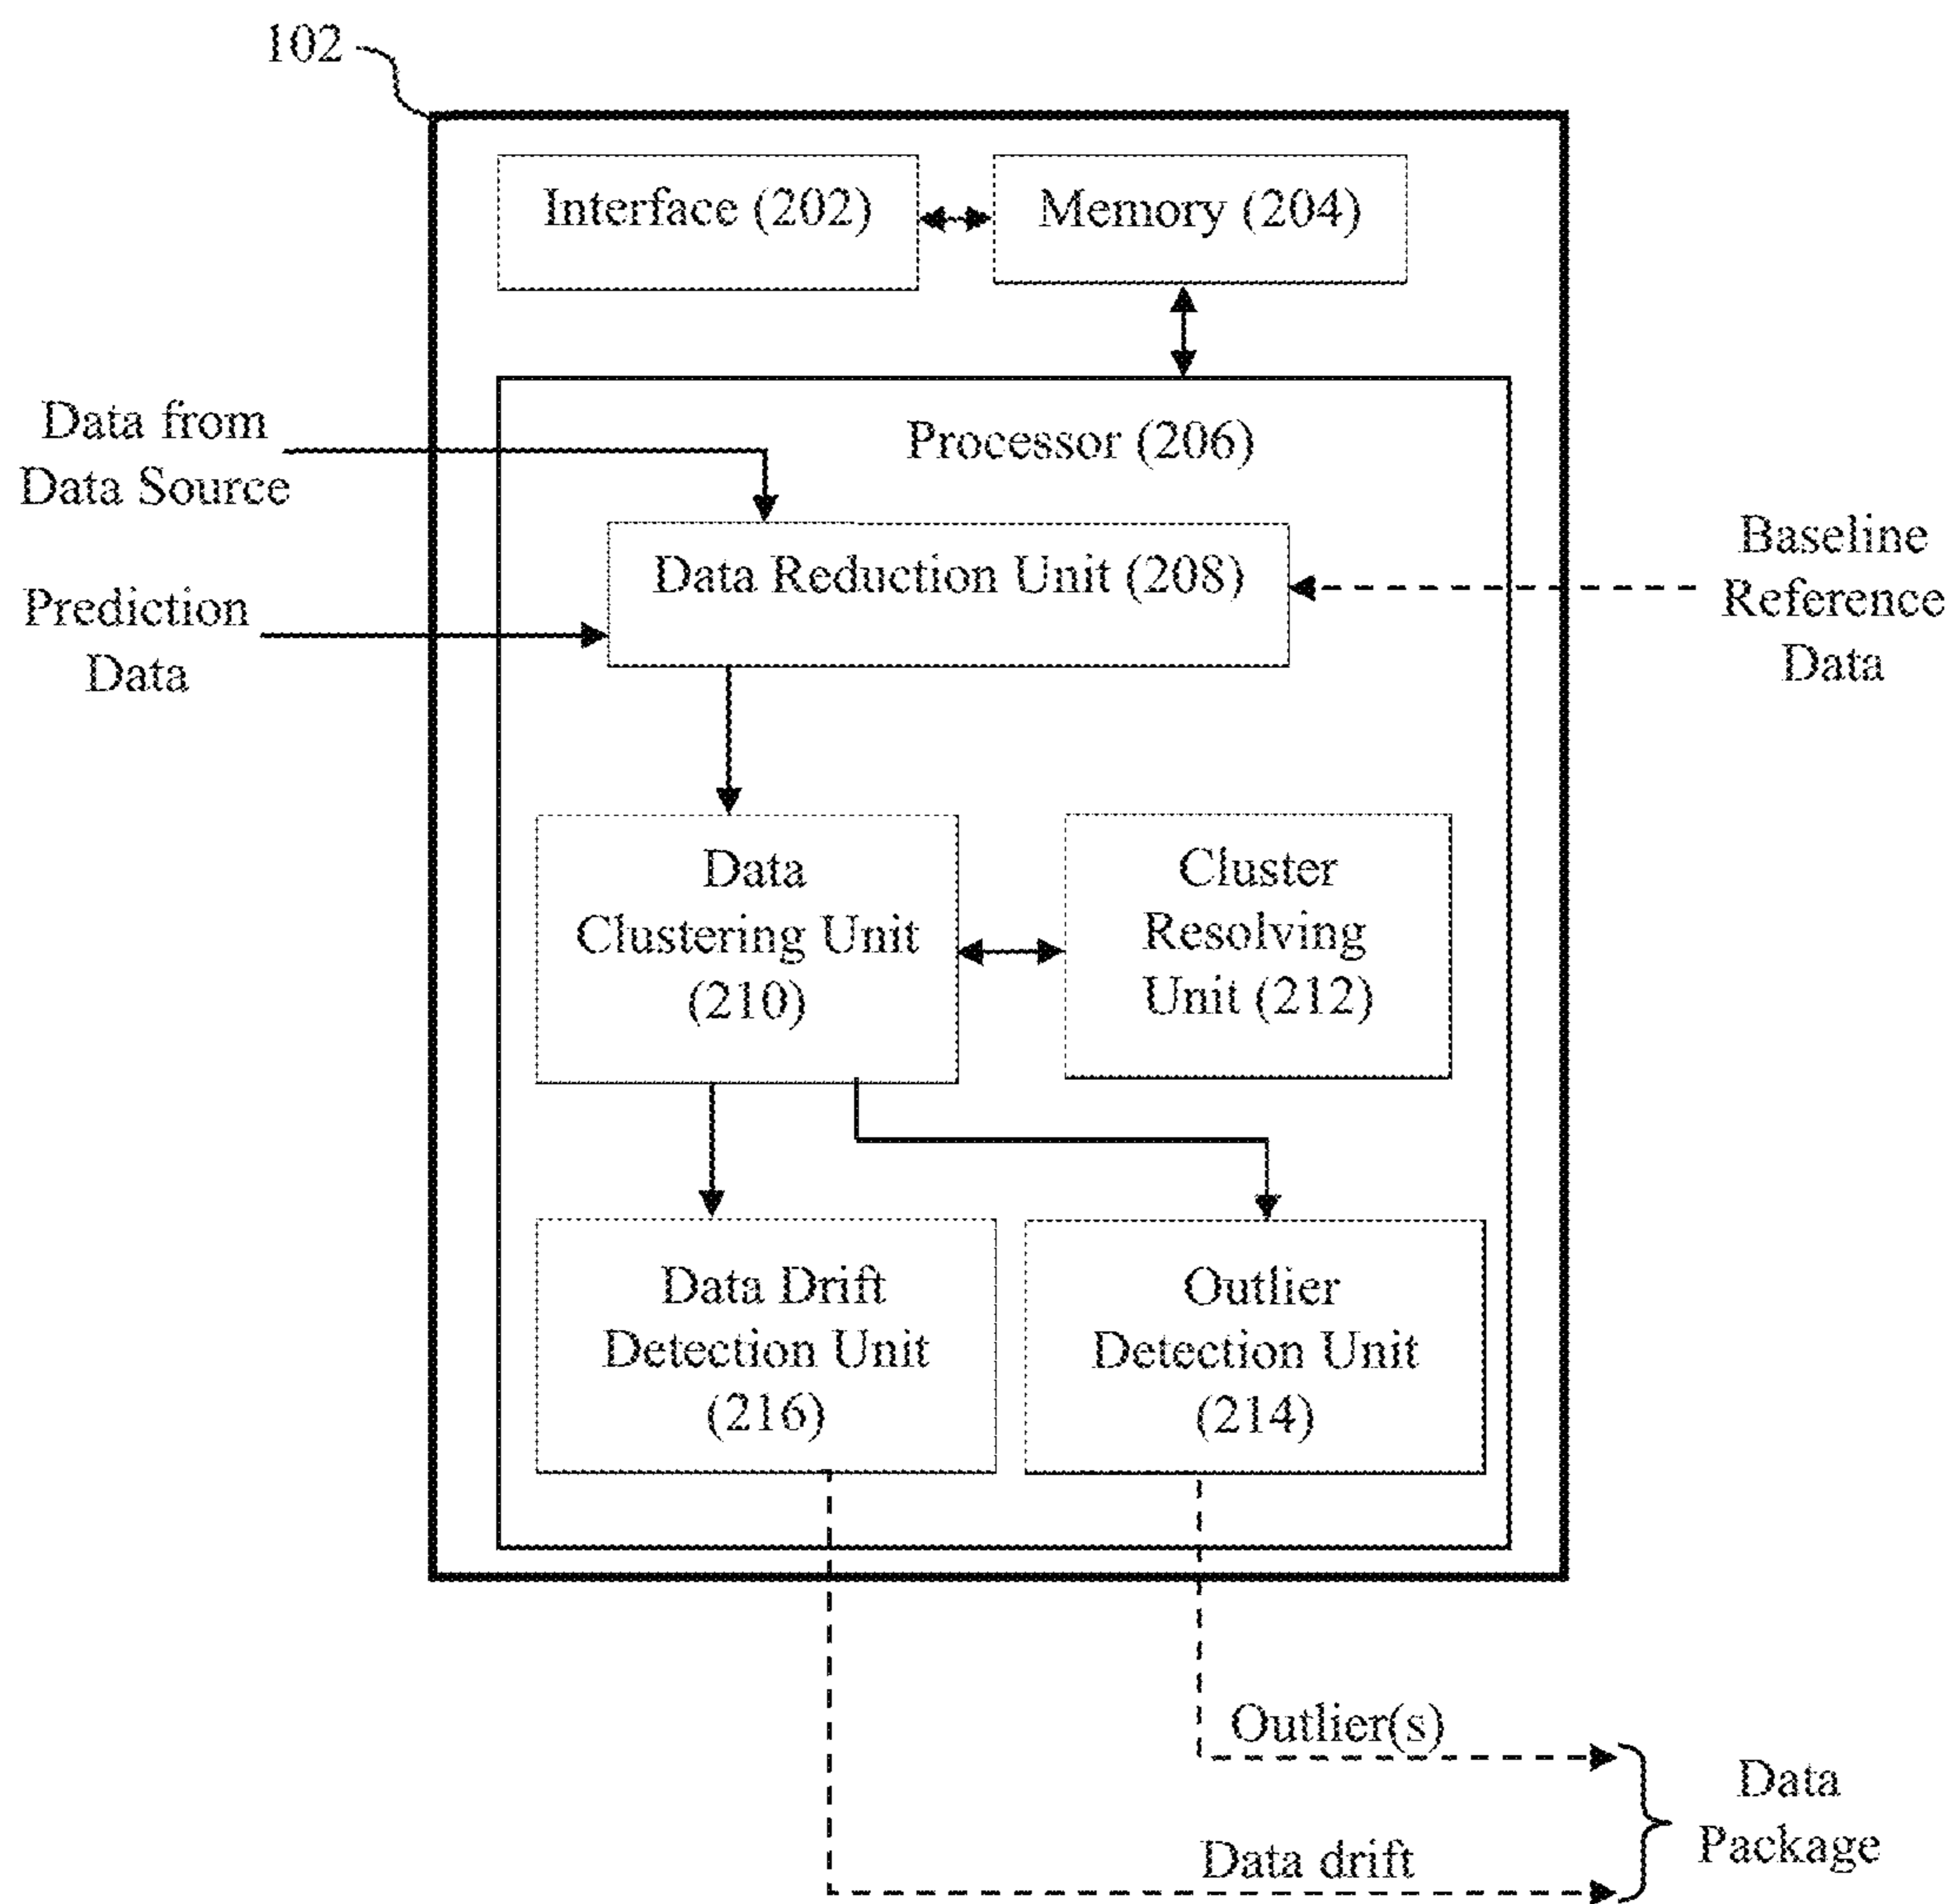 102
Interface (202)
Memory (204)
Processor (206)
Data from
Data Source
Data Reduction Unit (208)
Prediction
Data
Baseline
Reference
Data
Data
Clustering Unit
(210)
Cluster
Resolving
Unit (212)
Data Drift
Detection Unit
(216)
Outlier
Detection Unit
(214)
Outlier(s)
Data drift
Data
Package